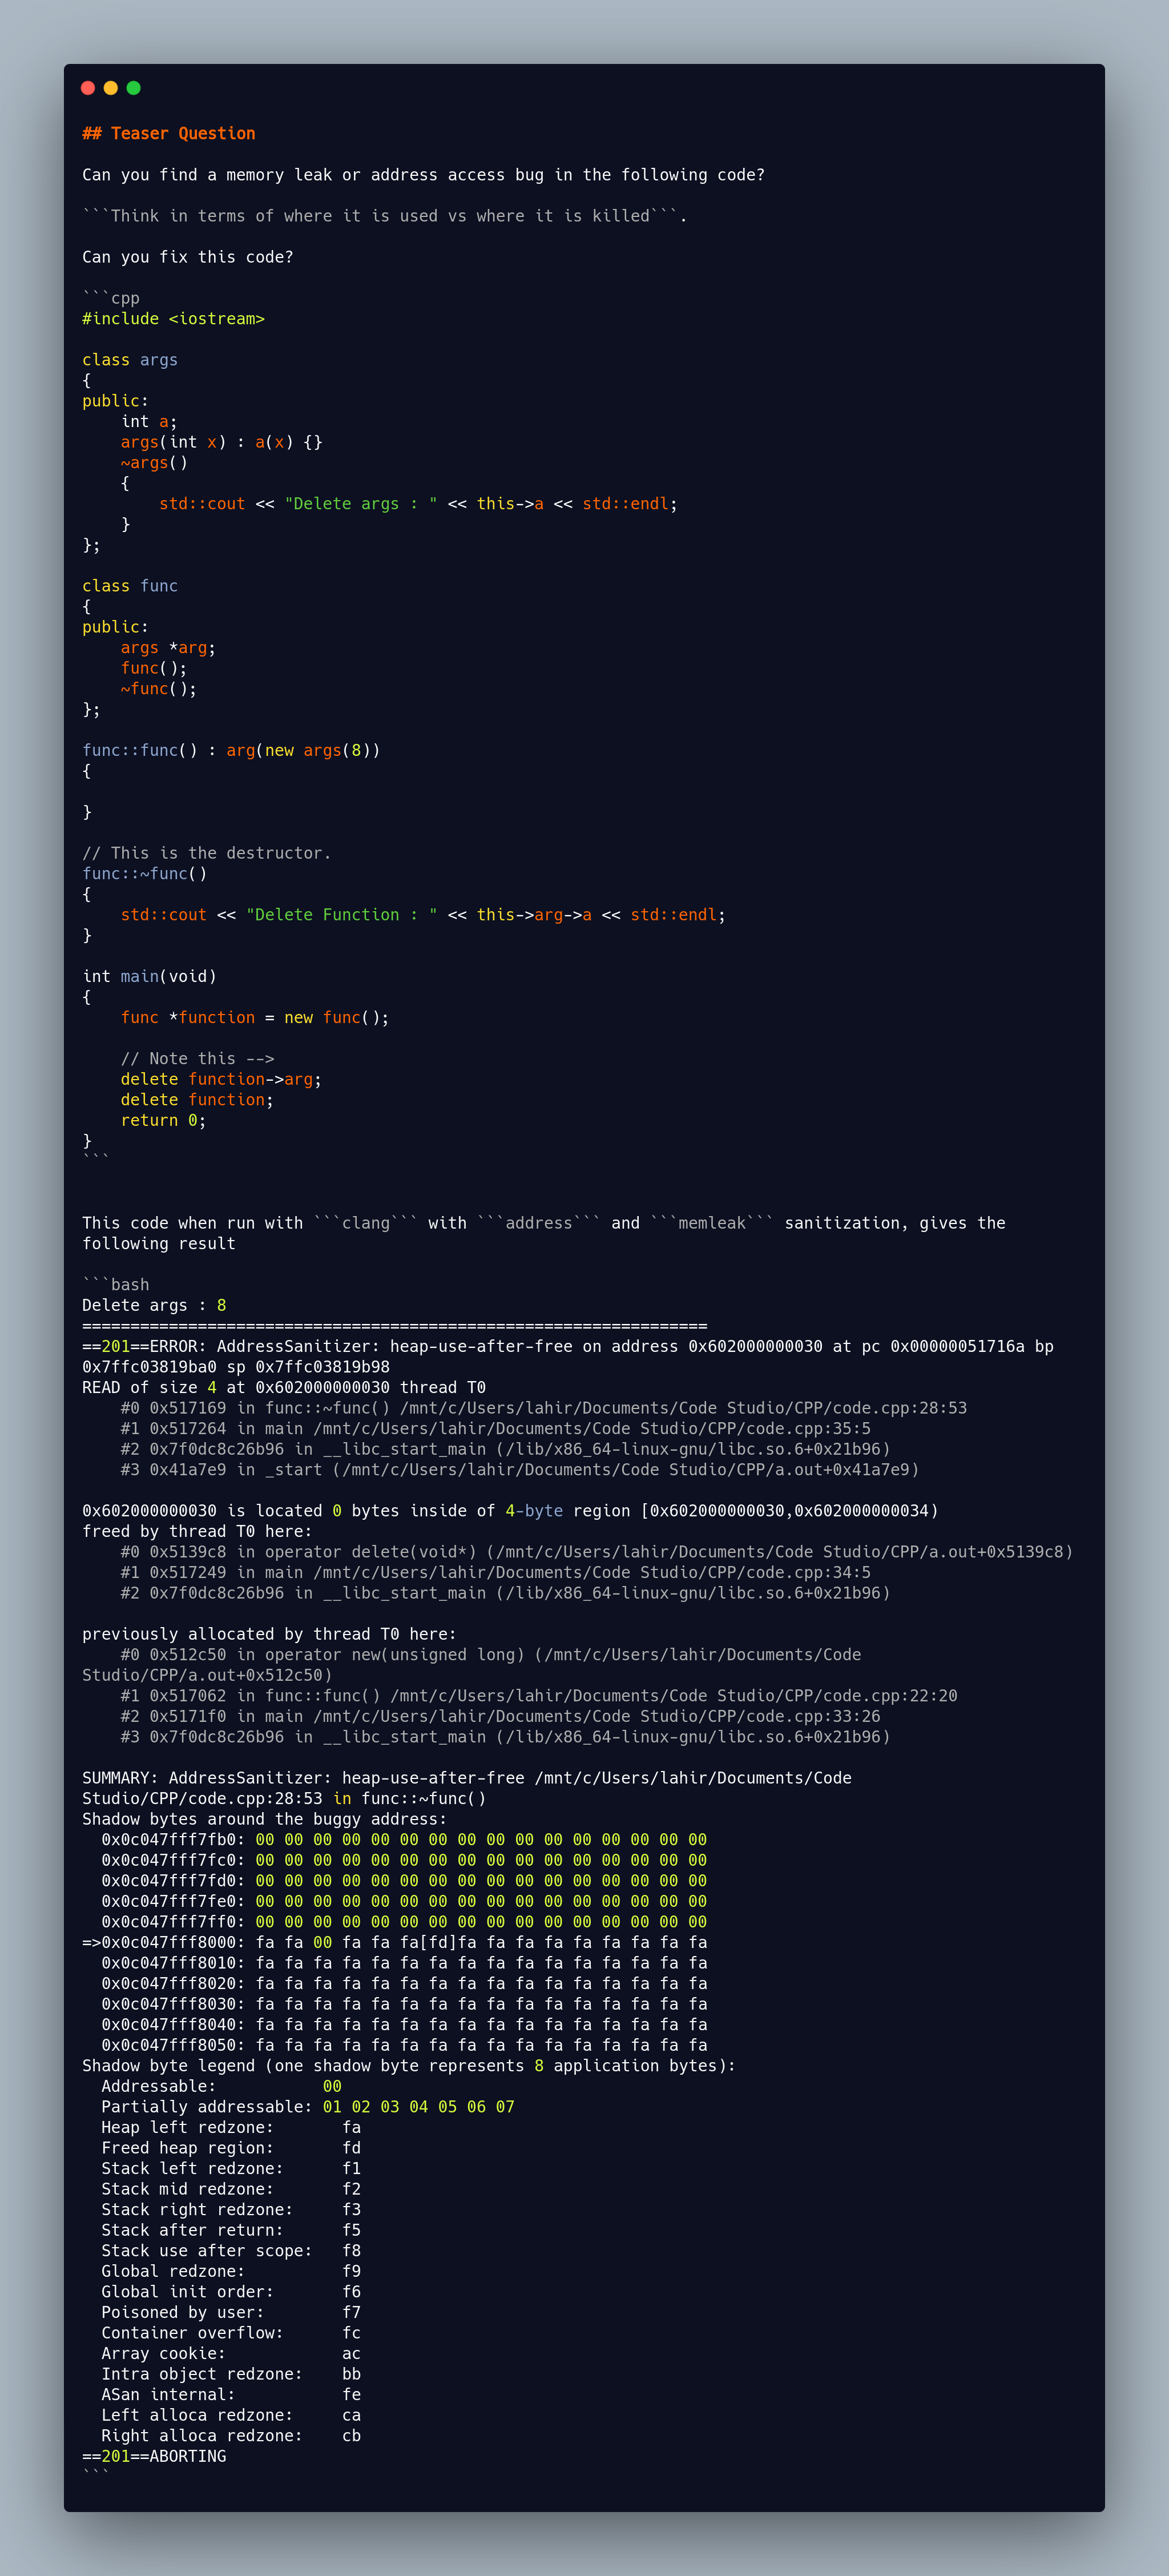 ## Teaser Question

Can you find a memory leak or address access bug in the following code?

```Think in terms of where it is used vs where it is killed```.

Can you fix this code?

```cpp
#include <iostream>

class args
{
public:
    int a;
    args(int x) : a(x) {}
    ~args()
    {
        std::cout << "Delete args : " << this->a << std::endl;
    }
};

class func
{
public:
    args *arg;
    func();
    ~func();
};

func::func() : arg(new args(8))
{

}

// This is the destructor.
func::~func()
{
    std::cout << "Delete Function : " << this->arg->a << std::endl;
}

int main(void)
{
    func *function = new func();

    // Note this -->
    delete function->arg;
    delete function;
    return 0;
}
```


This code when run with ```clang``` with ```address``` and ```memleak``` sanitization, gives the
following result

```bash
Delete args : 8
=================================================================
==201==ERROR: AddressSanitizer: heap-use-after-free on address 0x602000000030 at pc 0x00000051716a bp
0x7ffc03819ba0 sp 0x7ffc03819b98
READ of size 4 at 0x602000000030 thread T0
    #0 0x517169 in func::~func() /mnt/c/Users/lahir/Documents/Code Studio/CPP/code.cpp:28:53
    #1 0x517264 in main /mnt/c/Users/lahir/Documents/Code Studio/CPP/code.cpp:35:5
    #2 0x7f0dc8c26b96 in __libc_start_main (/lib/x86_64-linux-gnu/libc.so.6+0x21b96)
    #3 0x41a7e9 in _start (/mnt/c/Users/lahir/Documents/Code Studio/CPP/a.out+0x41a7e9)

0x602000000030 is located 0 bytes inside of 4-byte region [0x602000000030,0x602000000034)
freed by thread T0 here:
    #0 0x5139c8 in operator delete(void*) (/mnt/c/Users/lahir/Documents/Code Studio/CPP/a.out+0x5139c8)
    #1 0x517249 in main /mnt/c/Users/lahir/Documents/Code Studio/CPP/code.cpp:34:5
    #2 0x7f0dc8c26b96 in __libc_start_main (/lib/x86_64-linux-gnu/libc.so.6+0x21b96)

previously allocated by thread T0 here:
    #0 0x512c50 in operator new(unsigned long) (/mnt/c/Users/lahir/Documents/Code
Studio/CPP/a.out+0x512c50)
    #1 0x517062 in func::func() /mnt/c/Users/lahir/Documents/Code Studio/CPP/code.cpp:22:20
    #2 0x5171f0 in main /mnt/c/Users/lahir/Documents/Code Studio/CPP/code.cpp:33:26
    #3 0x7f0dc8c26b96 in __libc_start_main (/lib/x86_64-linux-gnu/libc.so.6+0x21b96)

SUMMARY: AddressSanitizer: heap-use-after-free /mnt/c/Users/lahir/Documents/Code
Studio/CPP/code.cpp:28:53 in func::~func()
Shadow bytes around the buggy address:
  0x0c047fff7fb0: 00 00 00 00 00 00 00 00 00 00 00 00 00 00 00 00
  0x0c047fff7fc0: 00 00 00 00 00 00 00 00 00 00 00 00 00 00 00 00
  0x0c047fff7fd0: 00 00 00 00 00 00 00 00 00 00 00 00 00 00 00 00
  0x0c047fff7fe0: 00 00 00 00 00 00 00 00 00 00 00 00 00 00 00 00
  0x0c047fff7ff0: 00 00 00 00 00 00 00 00 00 00 00 00 00 00 00 00
=>0x0c047fff8000: fa fa 00 fa fa fa[fd]fa fa fa fa fa fa fa fa fa
  0x0c047fff8010: fa fa fa fa fa fa fa fa fa fa fa fa fa fa fa fa
  0x0c047fff8020: fa fa fa fa fa fa fa fa fa fa fa fa fa fa fa fa
  0x0c047fff8030: fa fa fa fa fa fa fa fa fa fa fa fa fa fa fa fa
  0x0c047fff8040: fa fa fa fa fa fa fa fa fa fa fa fa fa fa fa fa
  0x0c047fff8050: fa fa fa fa fa fa fa fa fa fa fa fa fa fa fa fa
Shadow byte legend (one shadow byte represents 8 application bytes):
  Addressable:           00
  Partially addressable: 01 02 03 04 05 06 07
  Heap left redzone:       fa
  Freed heap region:       fd
  Stack left redzone:      f1
  Stack mid redzone:       f2
  Stack right redzone:     f3
  Stack after return:      f5
  Stack use after scope:   f8
  Global redzone:          f9
  Global init order:       f6
  Poisoned by user:        f7
  Container overflow:      fc
  Array cookie:            ac
  Intra object redzone:    bb
  ASan internal:           fe
  Left alloca redzone:     ca
  Right alloca redzone:    cb
==201==ABORTING
```